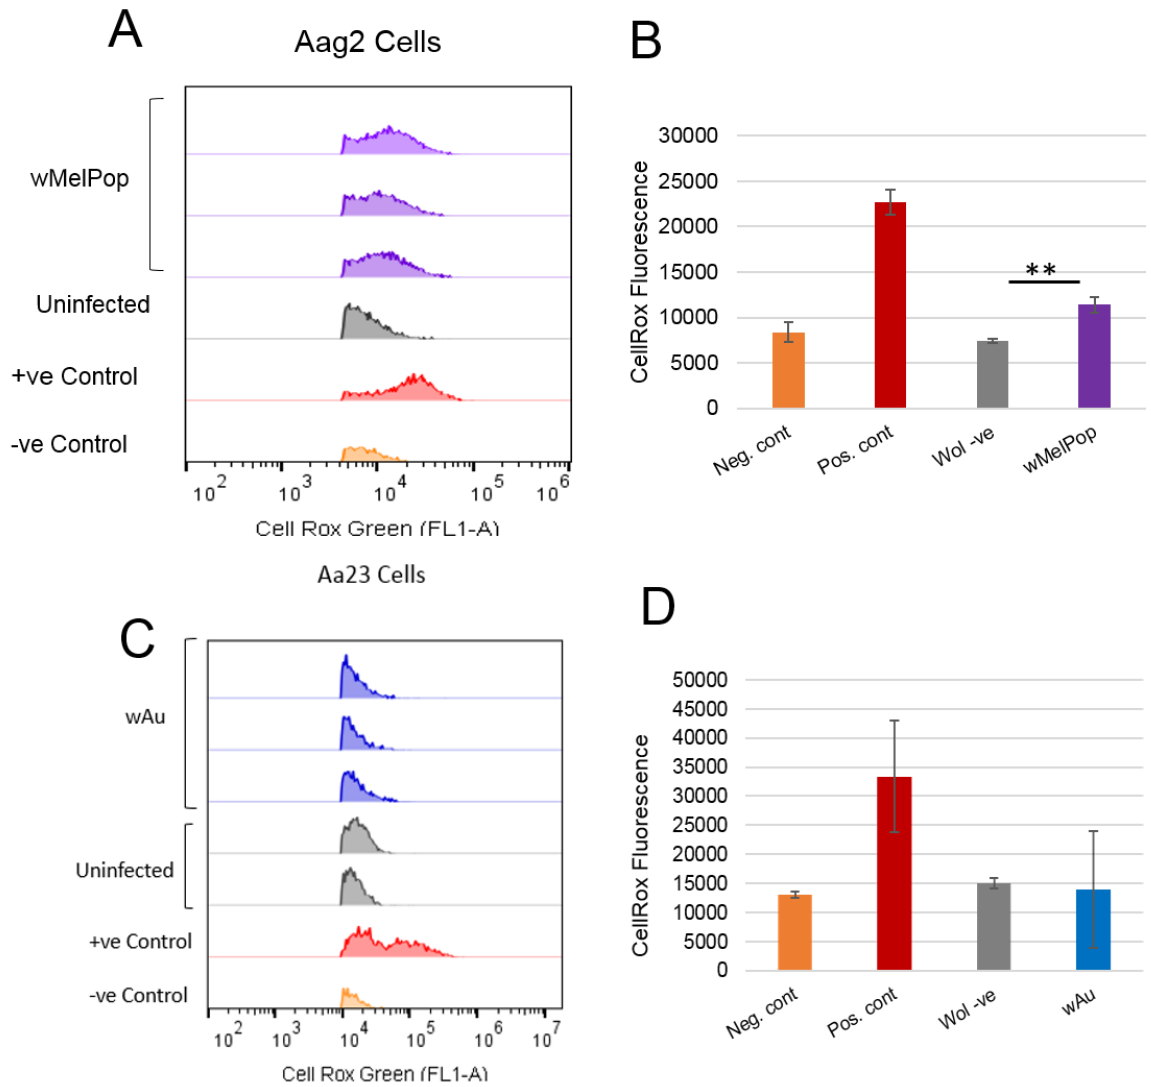 A
Aag2 Cells
wMelPop
Uninfected
+ve Control
-ve Control
10^2 10^3 10^4 10^5 10^6
Cell Rox Green (FL1-A)
B
CellRox Fluorescence
30000
25000
20000
15000
10000
5000
0
**
Neg. cont
Pos. cont
Wol -ve
wMelPop
Aa23 Cells
C
wAu
Uninfected
+ve Control
-ve Control
10^2 10^3 10^4 10^5 10^6 10^7
Cell Rox Green (FL1-A)
D
CellRox Fluorescence
50000
45000
40000
35000
30000
25000
20000
15000
10000
5000
0
Neg. cont
Pos. cont
Wol -ve
wAu